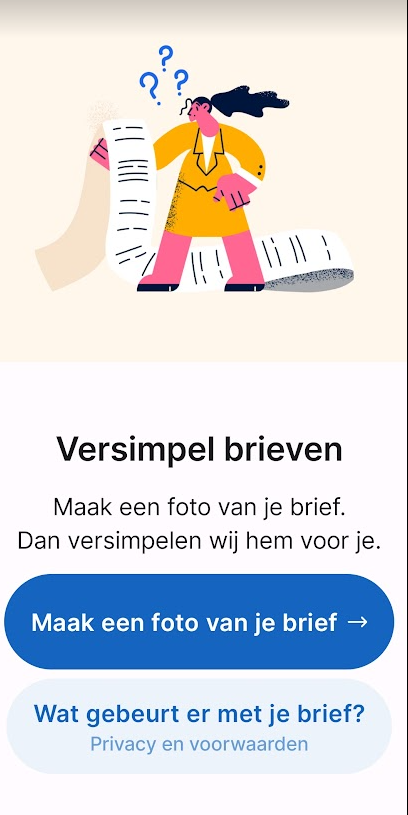 Versimpel brieven
Maak een foto van je brief.
Dan versimpelen wij hem voor je.
Maak een foto van je brief →
Wat gebeurt er met je brief?
Privacy en voorwaarden